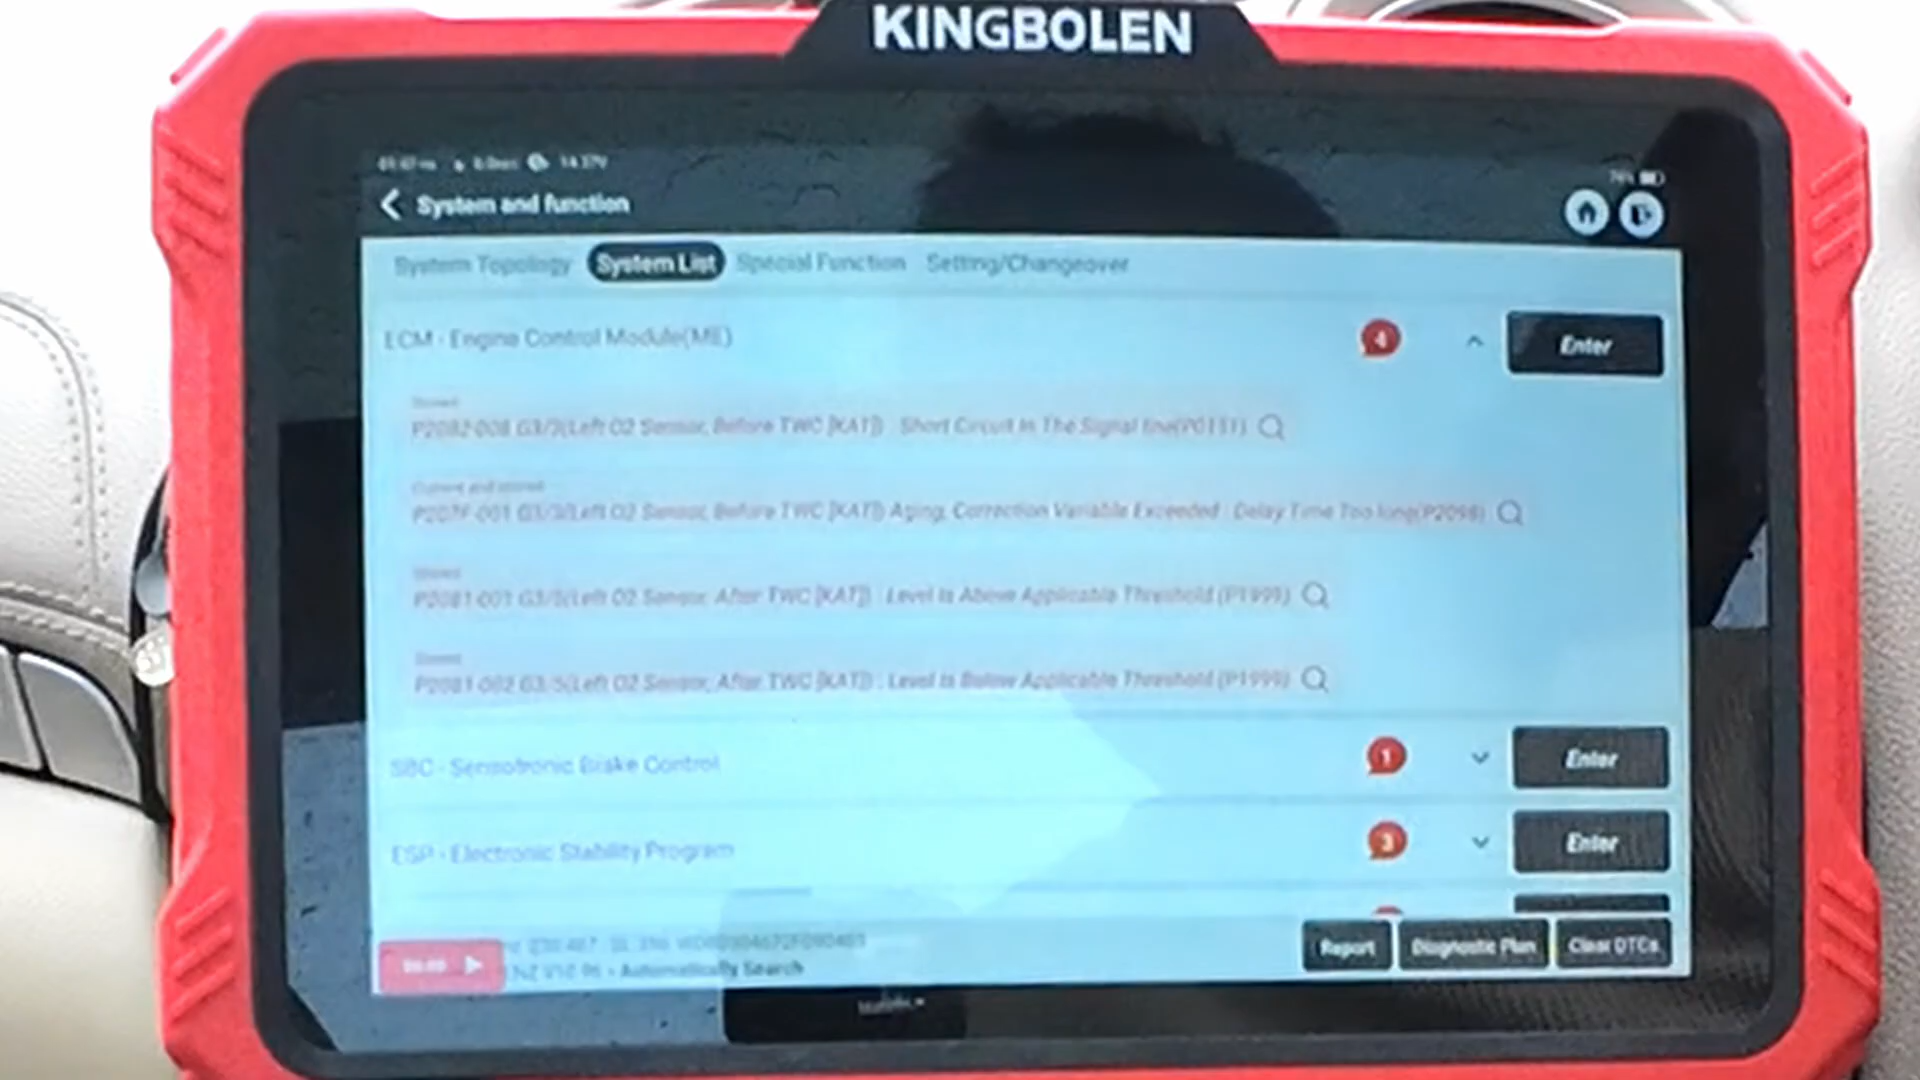 KINGBOLEN
76%
System and function
System Topology System List Special Function Setting/Changeover
ECM - Engine Control Module(ME)
4
Enter
Stored
P2082-008 G3/3(Left O2 Sensor, Before TWC [KAT]) : Short Circuit In The Signal line(P0151)
Current and stored
G3/3(Left O2 Sensor, Before TWC [KAT]) Aging, Correction Variable Exceeded : Delay Time Too long(P2098)
Stored
P2081-001 (Left O2 Sensor, After TWC [KAT]) : Level Is Above Applicable Threshold
Stored
P2081-002 G3/5(Left O2 Sensor, After TWC [KAT]) : Level Is Below Applicable Threshold (P1999)
SBC - Sensotronic Brake Control
1
Enter
ESP - Electronic Stability Program
3
Enter
Automatically Search
Report
Diagnostic Plan
Clear DTCs